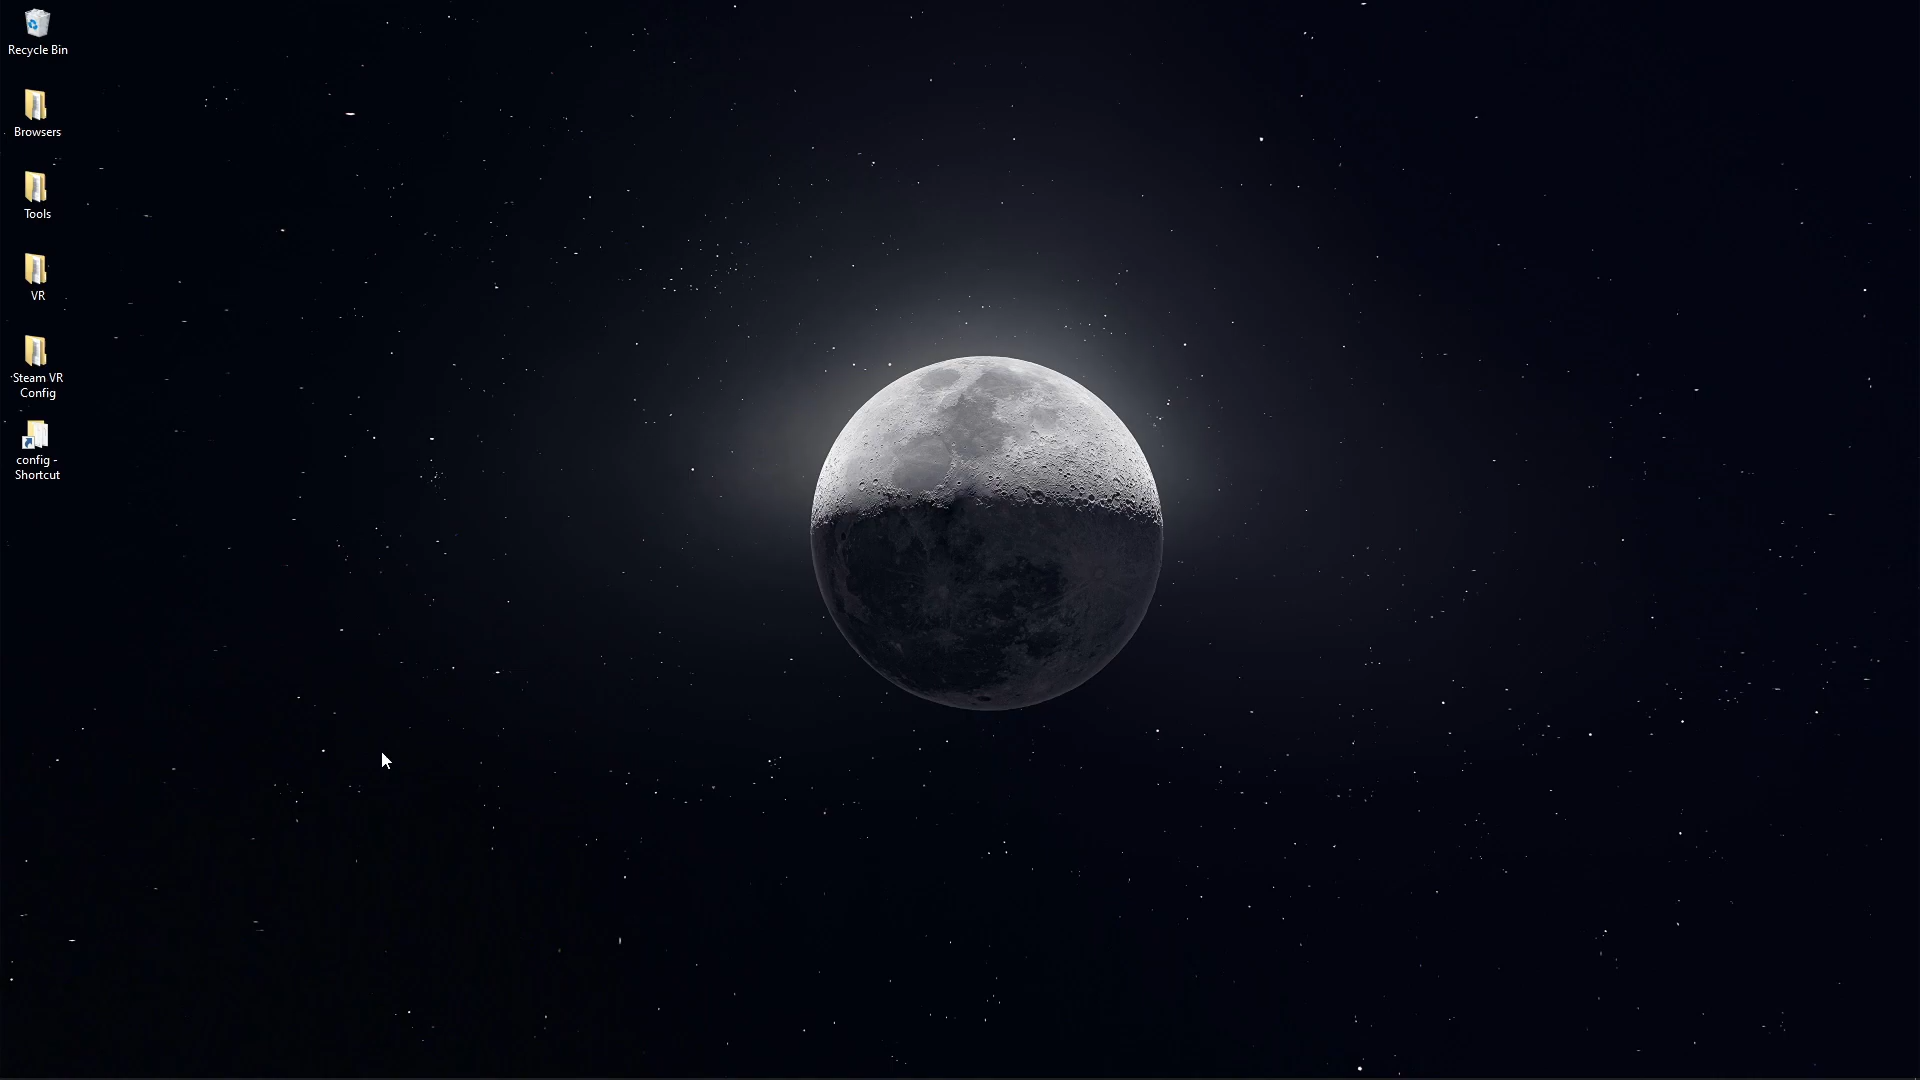 Recycle Bin
Browsers
Tools
VR
Steam VR
Config
config -
Shortcut